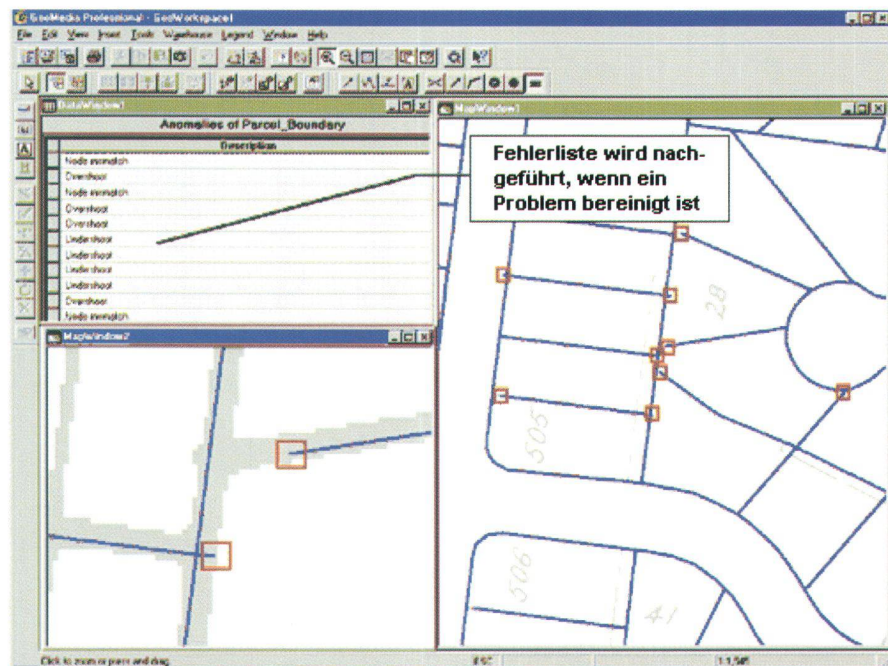 GeoMedia Professional - GeoWorkspace1
File Edit View Insert Tools Warehouse Legend Window Help
DataWindow1
Anomalies of Parcel_Boundary
Description
Node mismatch
Overshoot
Node mismatch
Overshoot
Overshoot
Undershoot
Undershoot
Undershoot
Undershoot
Overshoot
Node mismatch
MapWindow1
Fehlerliste wird nach-
geführt, wenn ein
Problem bereinigt ist
28
505
506
41
MapWindow2
Click to zoom or press and drag.
ESC